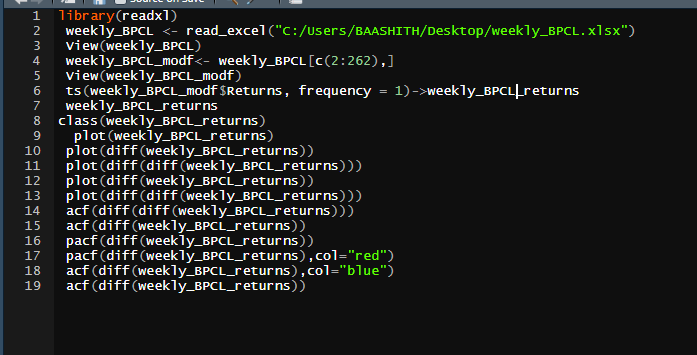 Source on Save
1 library(readxl)
2 weekly_BPCL <- read_excel("C:/Users/BAASHITH/Desktop/weekly_BPCL.xlsx")
3 View(weekly_BPCL)
4 weekly_BPCL_modf<- weekly_BPCL[c(2:262),]
5 View(weekly_BPCL_modf)
6 ts(weekly_BPCL_modf$Returns, frequency = 1)->weekly_BPCL_returns
7 weekly_BPCL_returns
8 class(weekly_BPCL_returns)
9 plot(weekly_BPCL_returns)
10 plot(diff(weekly_BPCL_returns))
11 plot(diff(diff(weekly_BPCL_returns)))
12 plot(diff(weekly_BPCL_returns))
13 plot(diff(diff(weekly_BPCL_returns)))
14 acf(diff(diff(weekly_BPCL_returns)))
15 acf(diff(weekly_BPCL_returns))
16 pacf(diff(weekly_BPCL_returns))
17 pacf(diff(weekly_BPCL_returns),col="red")
18 acf(diff(weekly_BPCL_returns),col="blue")
19 acf(diff(weekly_BPCL_returns))